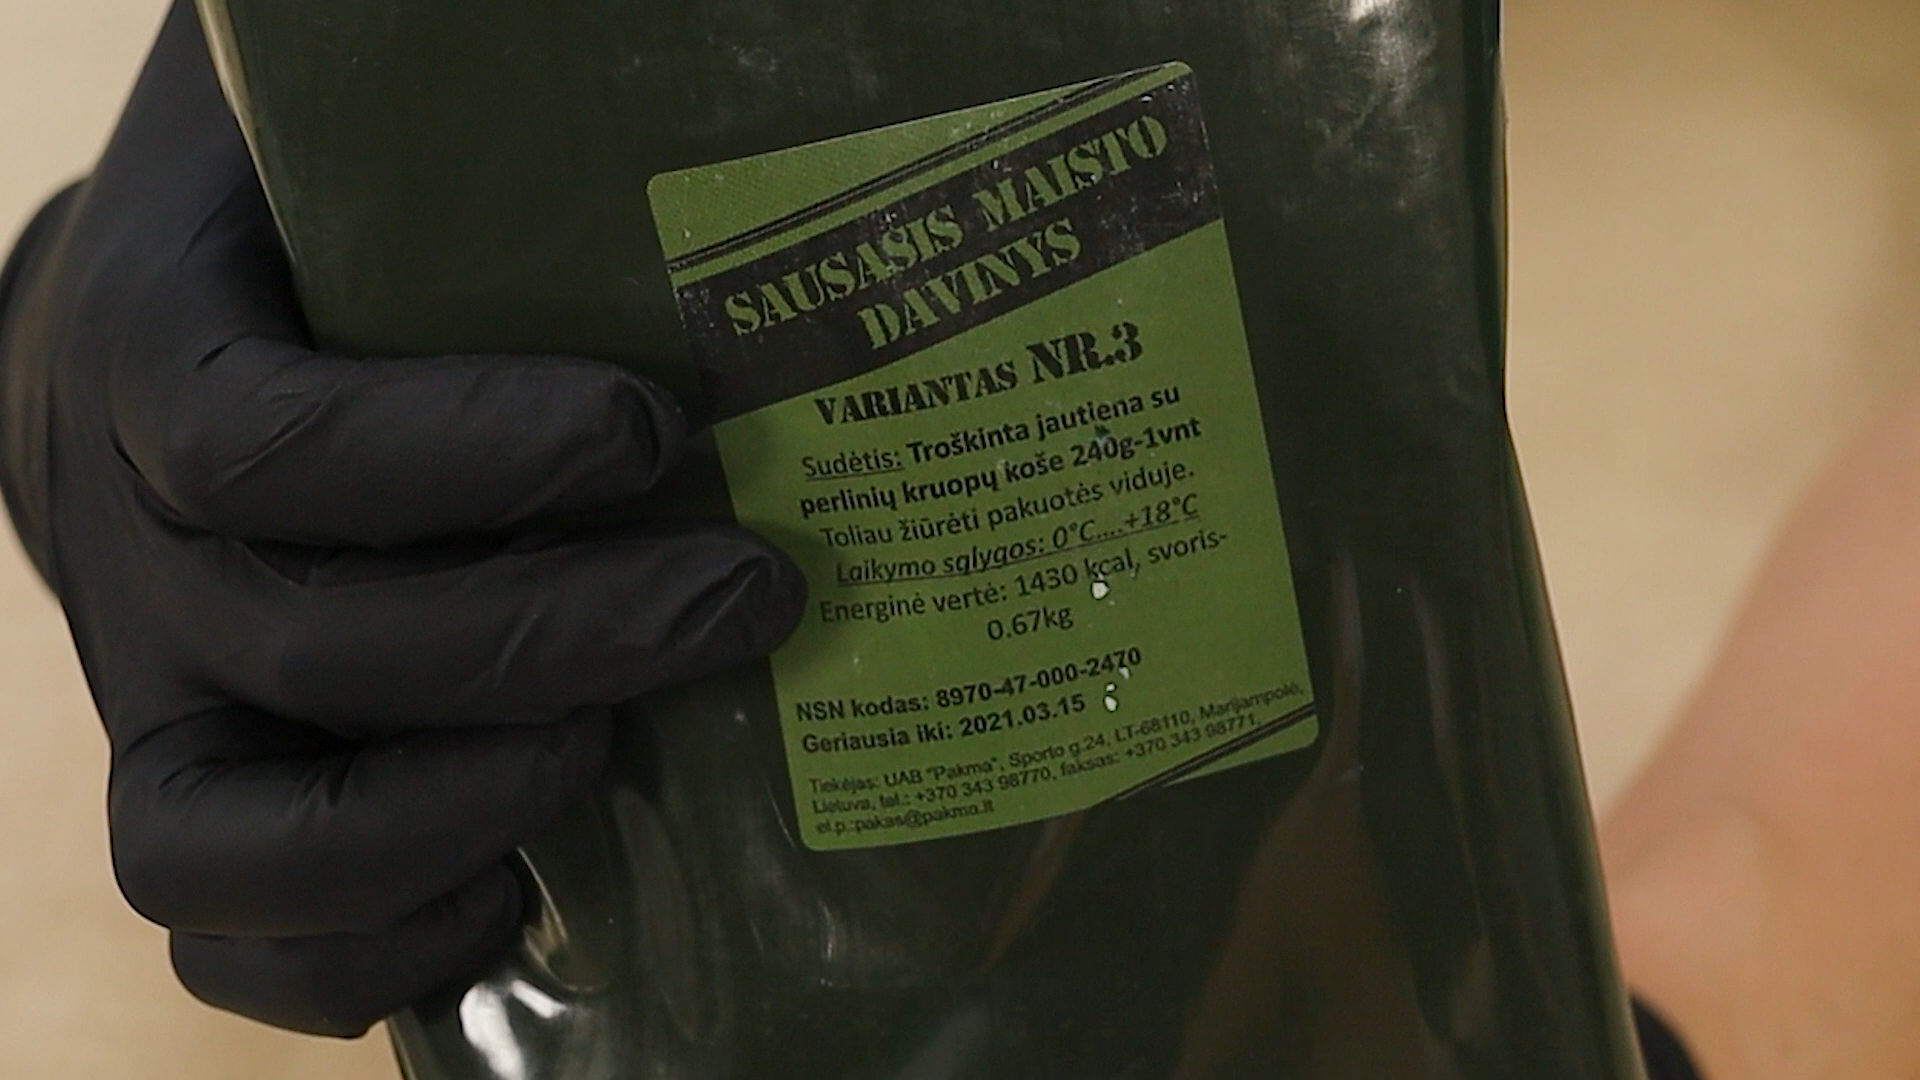 SAUSASIS MAISTO
DAVINYS
VARIANTAS NR.3
Sudėtis: Troškinta jautiena su
perlinių kruopų koše 240g-1vnt
Toliau žiūrėti pakuotės viduje.
Laikymo sąlygos: 0°C....+18°C
Energinė vertė: 1430 kcal, svoris-
0.67kg
NSN kodas: 8970-47-000-2470
Geriausia iki: 2021.03.15
Tiekėjas: UAB "Pakma", Sporto g.24, LT-68110, Marijampolė,
Lietuva, tel.: +370 343 98770, faksas: +370 343 98771,
el.p.:pakas@pakma.lt